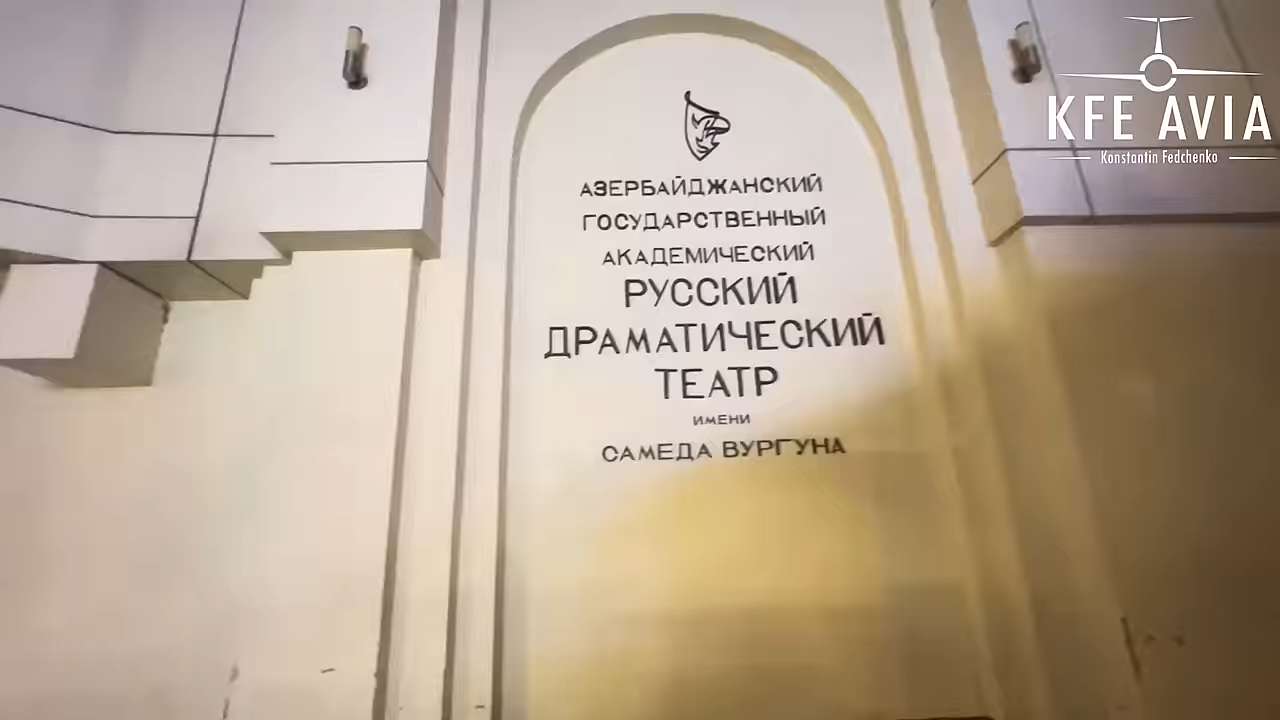 KFE AVIA
Konstantin Fedchenko
АЗЕРБАЙДЖАНСКИЙ
ГОСУДАРСТВЕННЫЙ
АКАДЕМИЧЕСКИЙ
РУССКИЙ
ДРАМАТИЧЕСКИЙ
ТЕАТР
ИМЕНИ
САМЕДА ВУРГУНА